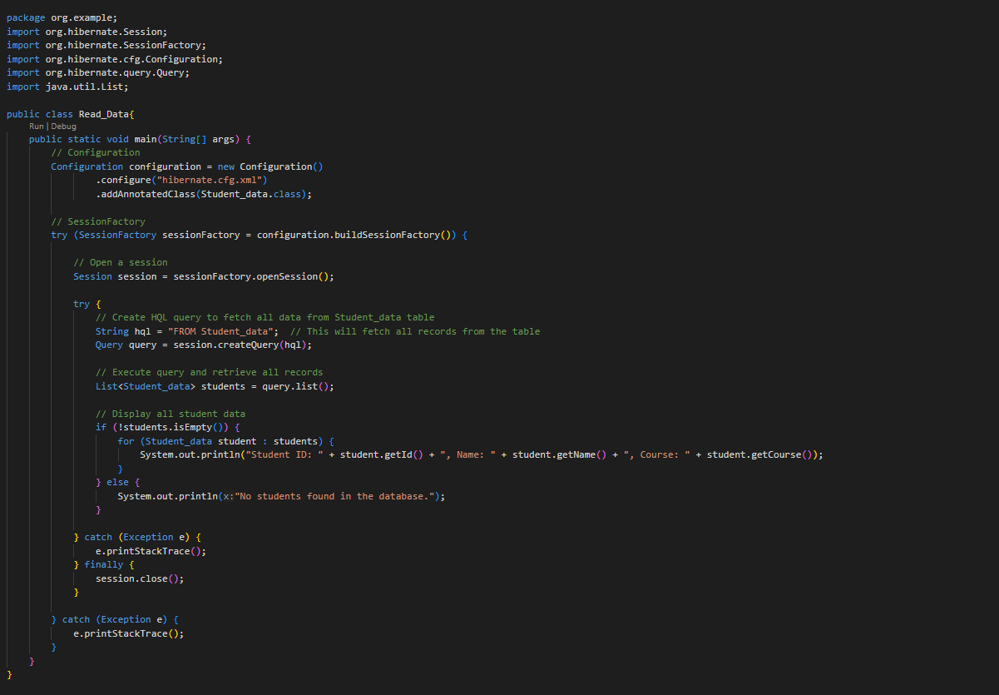 package org.example;
import org.hibernate.Session;
import org.hibernate.SessionFactory;
import org.hibernate.cfg.Configuration;
import org.hibernate.query.Query;
import java.util.List;

public class Read_Data{
    Run | Debug
    public static void main(String[] args) {
        // Configuration
        Configuration configuration = new Configuration()
                .configure("hibernate.cfg.xml")
                .addAnnotatedClass(Student_data.class);

        // SessionFactory
        try (SessionFactory sessionFactory = configuration.buildSessionFactory()) {

            // Open a session
            Session session = sessionFactory.openSession();

            try {
                // Create HQL query to fetch all data from Student_data table
                String hql = "FROM Student_data";  // This will fetch all records from the table
                Query query = session.createQuery(hql);

                // Execute query and retrieve all records
                List<Student_data> students = query.list();

                // Display all student data
                if (!students.isEmpty()) {
                    for (Student_data student : students) {
                        System.out.println("Student ID: " + student.getId() + ", Name: " + student.getName() + ", Course: " + student.getCourse());
                    }
                } else {
                    System.out.println(x:"No students found in the database.");
                }

            } catch (Exception e) {
                e.printStackTrace();
            } finally {
                session.close();
            }

        } catch (Exception e) {
            e.printStackTrace();
        }
    }
}